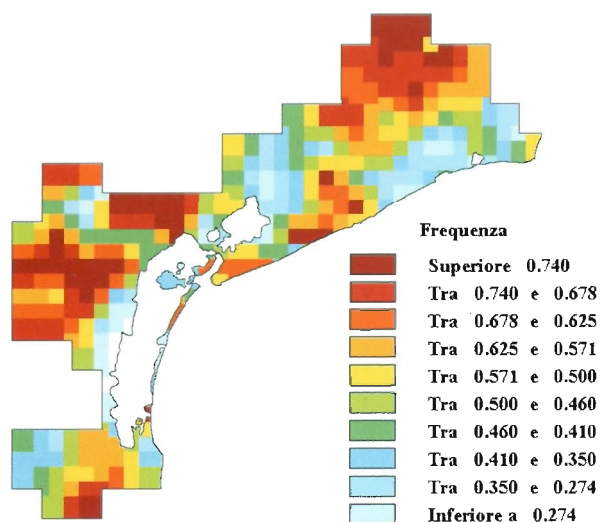 Frequenza
Superiore 0.740
Tra 0.740 e 0.678
Tra 0.678 e 0.625
Tra 0.625 e 0.571
Tra 0.571 e 0.500
Tra 0.500 e 0.460
Tra 0.460 e 0.410
Tra 0.410 e 0.350
Tra 0.350 e 0.274
Inferiore a 0.274